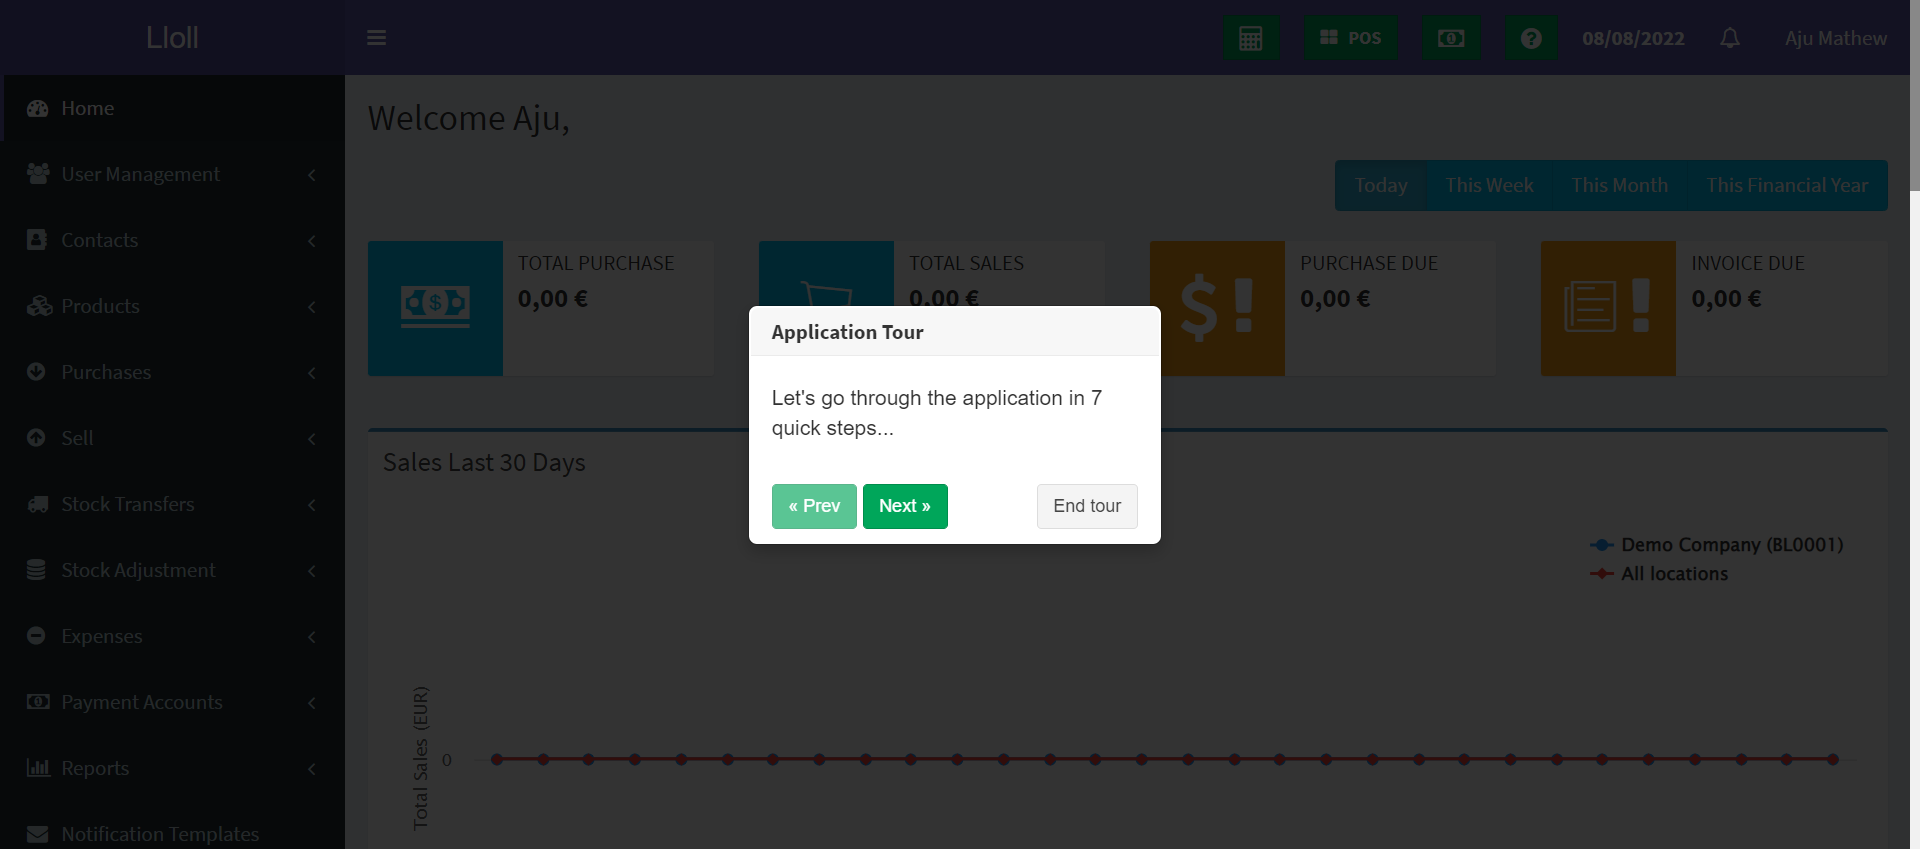 Lloll
POS
08/08/2022
Aju Mathew
Home
User Management
Contacts
Products
Purchases
Sell
Stock Transfers
Stock Adjustment
Expenses
Payment Accounts
Reports
Notification Templates
Welcome Aju,
Today
This Week
This Month
This Financial Year
TOTAL PURCHASE
0,00 €
TOTAL SALES
0,00 €
PURCHASE DUE
0,00 €
INVOICE DUE
0,00 €
Application Tour
Let's go through the application in 7
quick steps...
« Prev
Next »
End tour
Sales Last 30 Days
Demo Company (BL0001)
All locations
Total Sales (EUR)
0